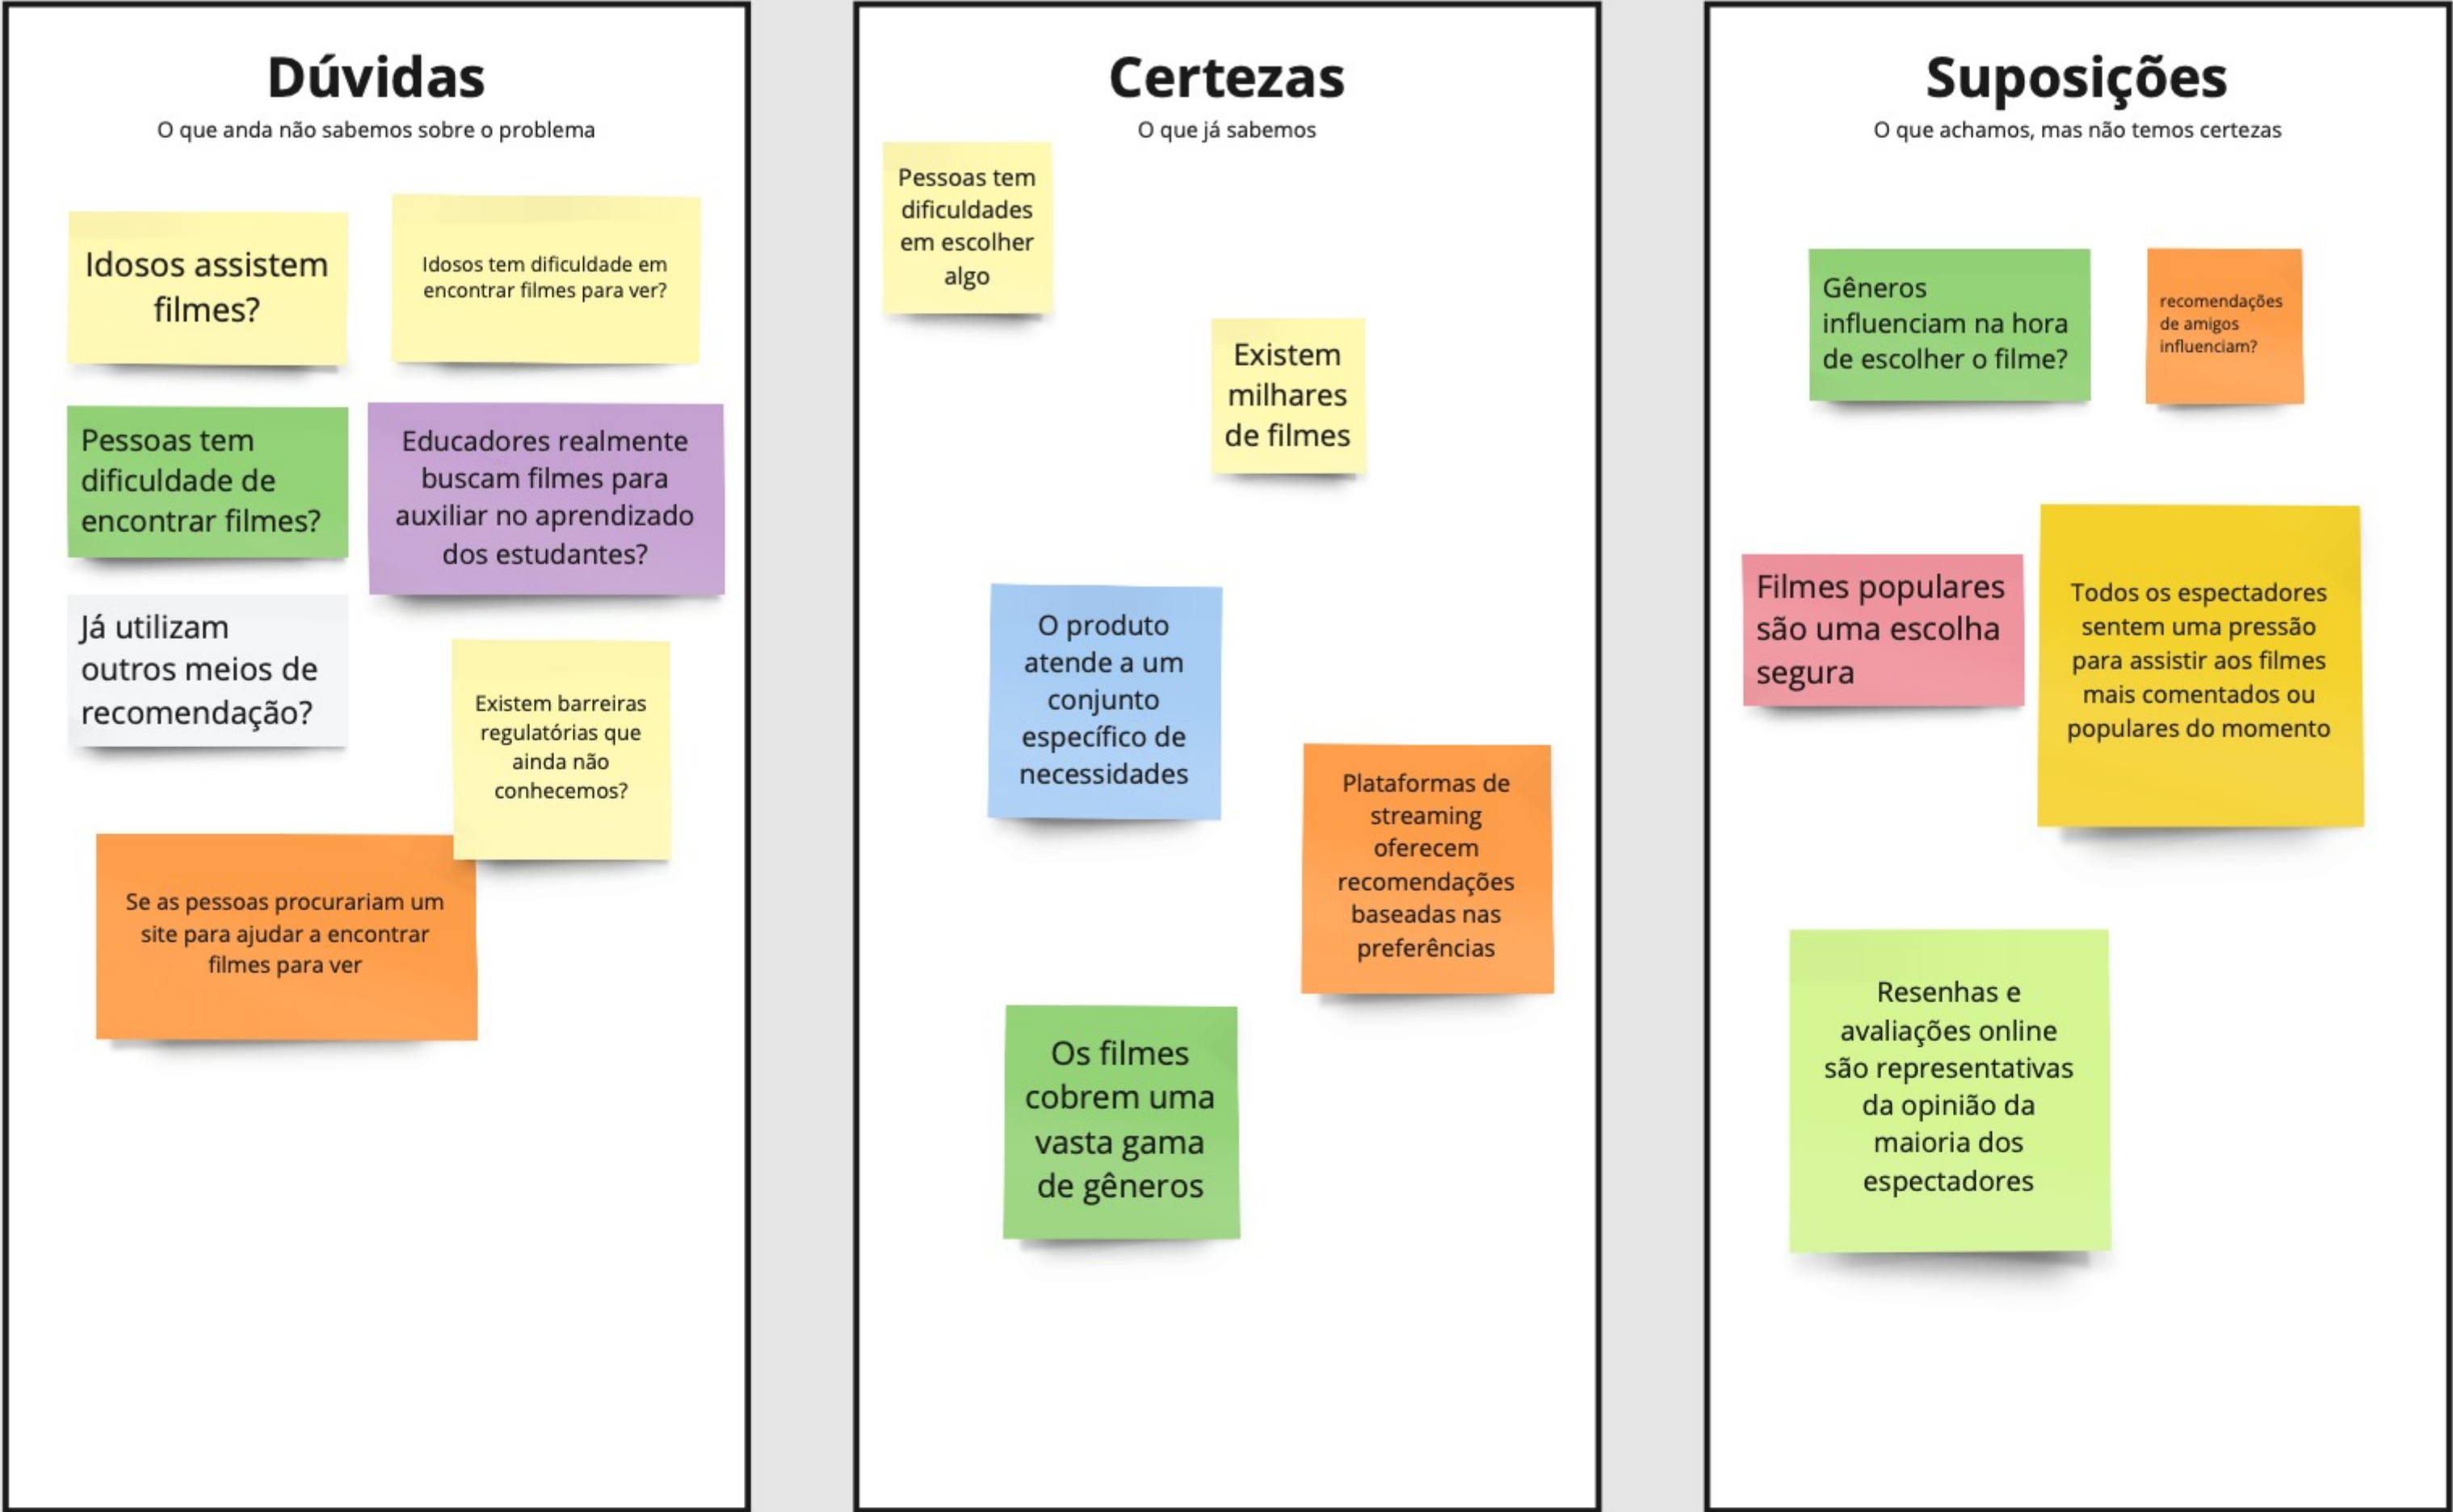 Dúvidas
O que anda não sabemos sobre o problema
Idosos assistem
filmes?
Idosos tem dificuldade em
encontrar filmes para ver?
Pessoas tem
dificuldade de
encontrar filmes?
Educadores realmente
buscam filmes para
auxiliar no aprendizado
dos estudantes?
Já utilizam
outros meios de
recomendação?
Existem barreiras
regulatórias que
ainda não
conhecemos?
Se as pessoas procurariam um
site para ajudar a encontrar
filmes para ver
Certezas
O que já sabemos
Pessoas tem
dificuldades
em escolher
algo
Existem
milhares
de filmes
O produto
atende a um
conjunto
específico de
necessidades
Plataformas de
streaming
oferecem
recomendações
baseadas nas
preferências
Os filmes
cobrem uma
vasta gama
de gêneros
Suposições
O que achamos, mas não temos certezas
Gêneros
influenciam na hora
de escolher o filme?
recomendações
de amigos
influenciam?
Filmes populares
são uma escolha
segura
Todos os espectadores
sentem uma pressão
para assistir aos filmes
mais comentados ou
populares do momento
Resenhas e
avaliações online
são representativas
da opinião da
maioria dos
espectadores